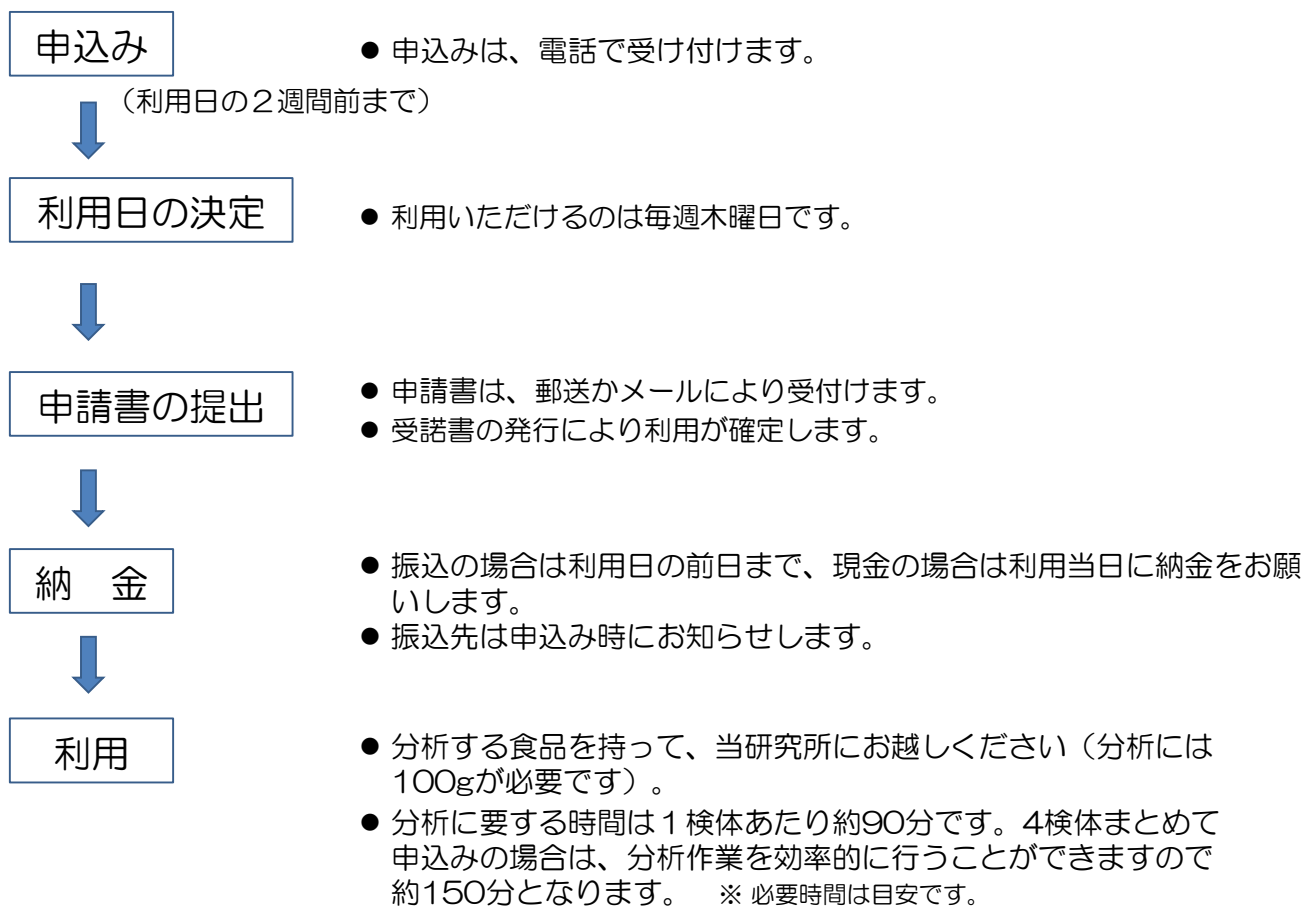 申込み
● 申込みは、電話で受け付けます。
（利用日の２週間前まで）
利用日の決定
● 利用いただけるのは毎週木曜日です。
申請書の提出
● 申請書は、郵送かメールにより受付けます。
● 受諾書の発行により利用が確定します。
納　金
● 振込の場合は利用日の前日まで、現金の場合は利用当日に納金をお願
いします。
● 振込先は申込み時にお知らせします。
利用
● 分析する食品を持って、当研究所にお越しください（分析には
100gが必要です）。
● 分析に要する時間は１検体あたり約90分です。4検体まとめて
申込みの場合は、分析作業を効率的に行うことができますので
約150分となります。　※ 必要時間は目安です。